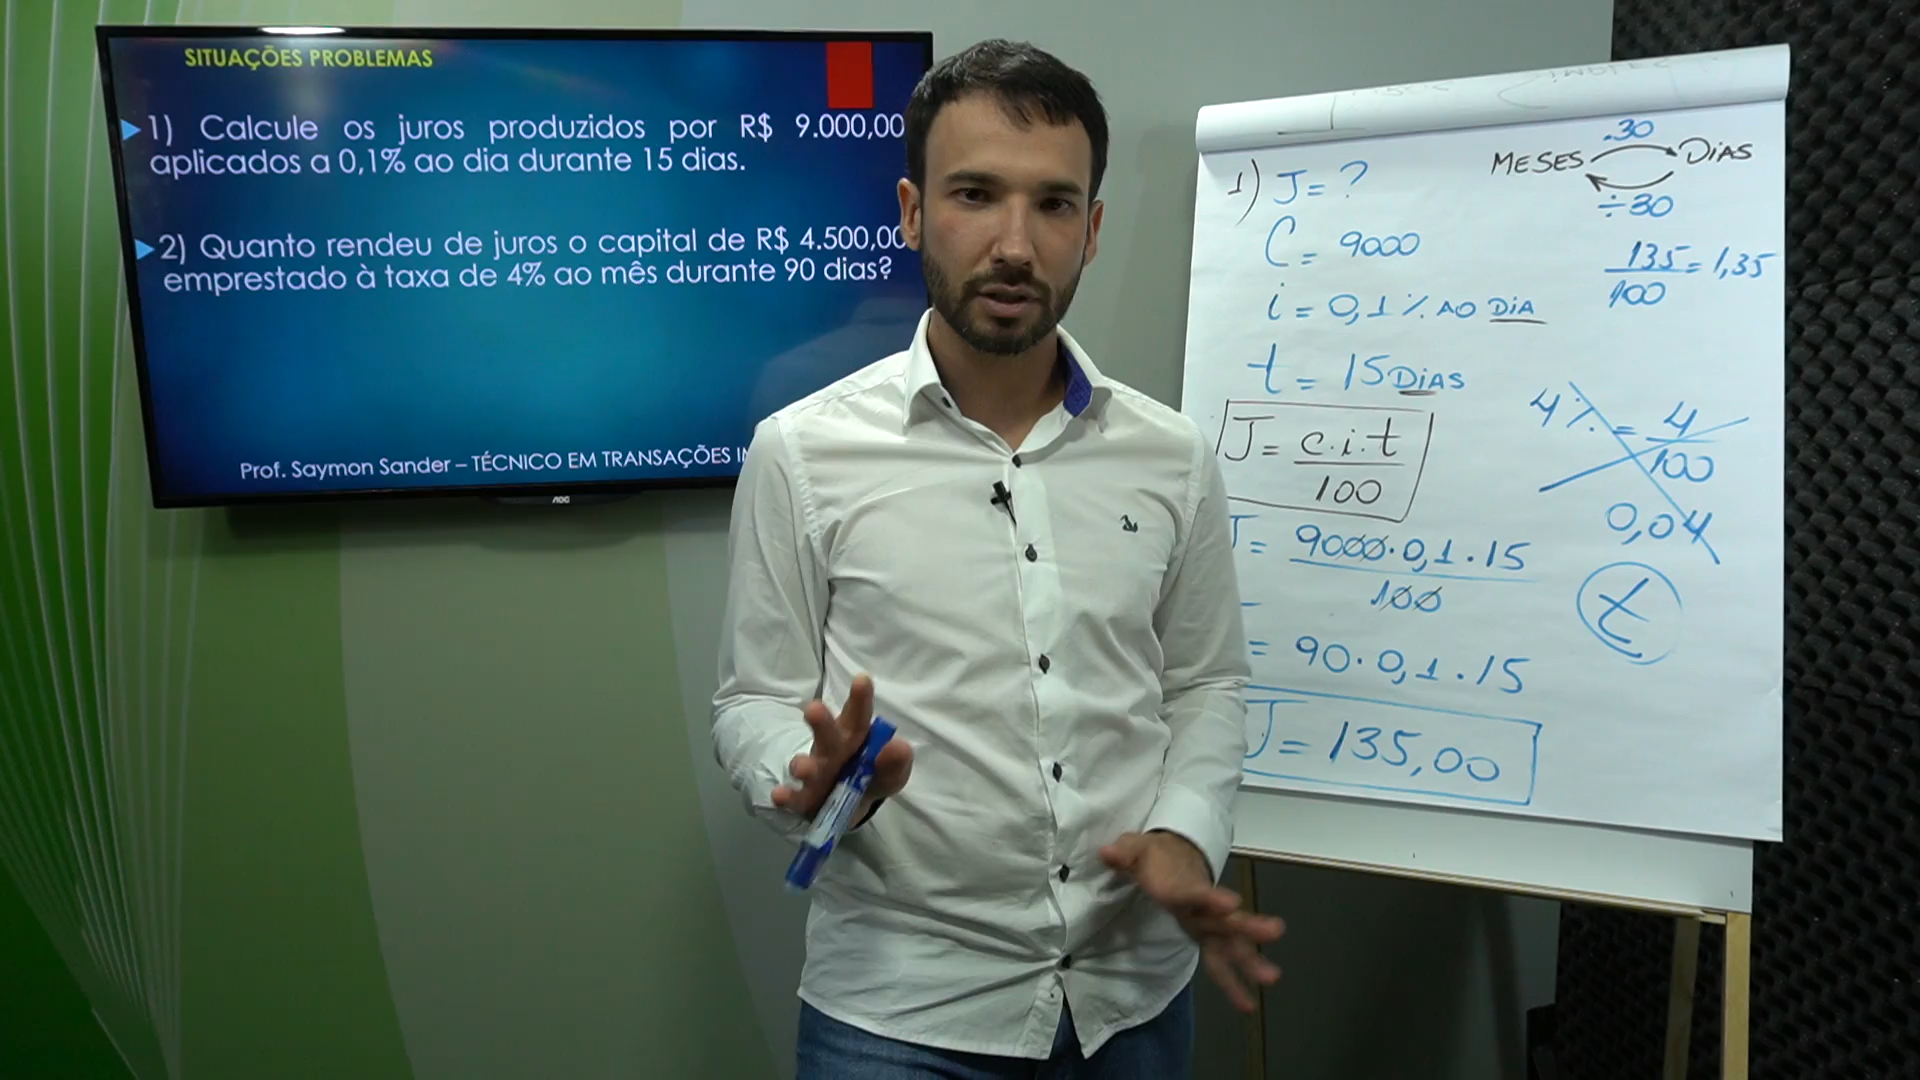 SITUAÇÕES PROBLEMAS
1) Calcule os juros produzidos por R$ 9.000,00
aplicados a 0,1% ao dia durante 15 dias.
2) Quanto rendeu de juros o capital de R$ 4.500,00
emprestado à taxa de 4% ao mês durante 90 dias?
Prof. Saymon Sander – TÉCNICO EM TRANSAÇÕES
AOC
.30
MESES DIAS
÷30
1) J = ?
C = 9000
135/100 = 1,35
i = 0,1% AO DIA
t = 15 DIAS
4% = 4/100
0,04
J = c.i.t/100
J = 9000.0,1.15/100
t
= 90.0,1.15
J = 135,00